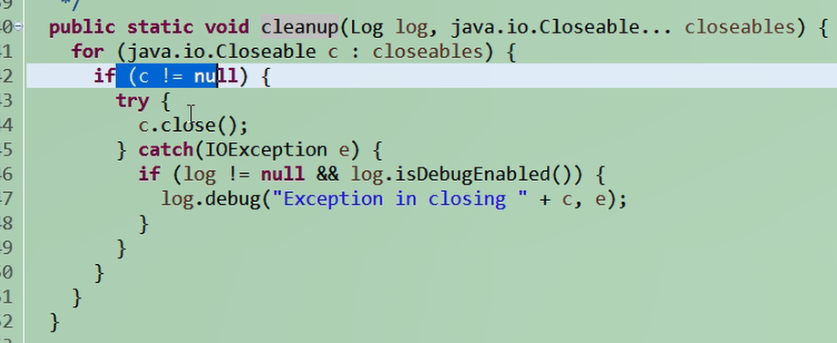 */
0 public static void cleanup(Log log, java.io.Closeable... closeables) {
1 for (java.io.Closeable c : closeables) {
2 if (c != null) {
3 try {
4 c.close();
5 } catch(IOException e) {
6 if (log != null && log.isDebugEnabled()) {
7 log.debug("Exception in closing " + c, e);
8 }
9 }
0 }
1 }
2 }